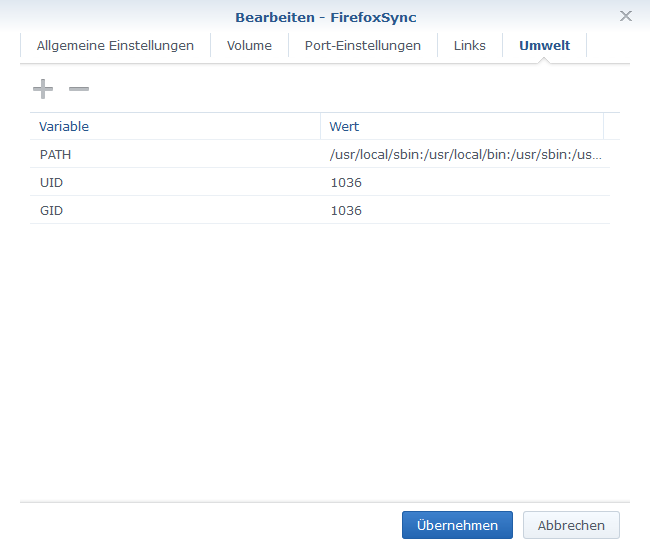 Bearbeiten - FirefoxSync
Allgemeine Einstellungen Volume Port-Einstellungen Links Umwelt
Variable Wert
PATH /usr/local/sbin:/usr/local/bin:/usr/sbin:/us...
UID 1036
GID 1036
Übernehmen Abbrechen